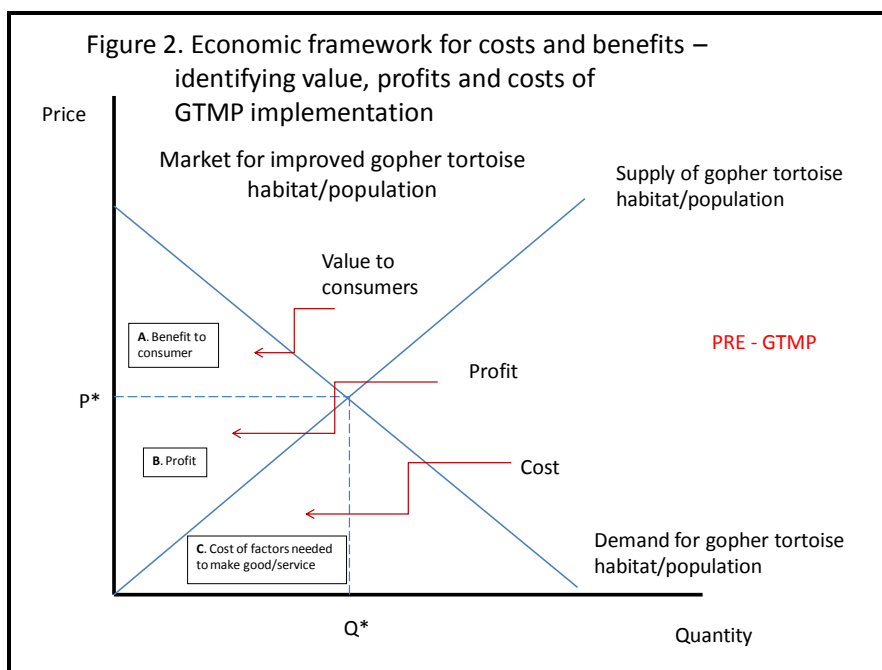 Figure 2. Economic framework for costs and benefits –
identifying value, profits and costs of
GTMP implementation
Price
Market for improved gopher tortoise
habitat/population
Supply of gopher tortoise
habitat/population
Value to
consumers
A. Benefit to
consumer
PRE - GTMP
Profit
P*
B. Profit
Cost
C. Cost of factors needed
to make good/service
Demand for gopher tortoise
habitat/population
Q*
Quantity